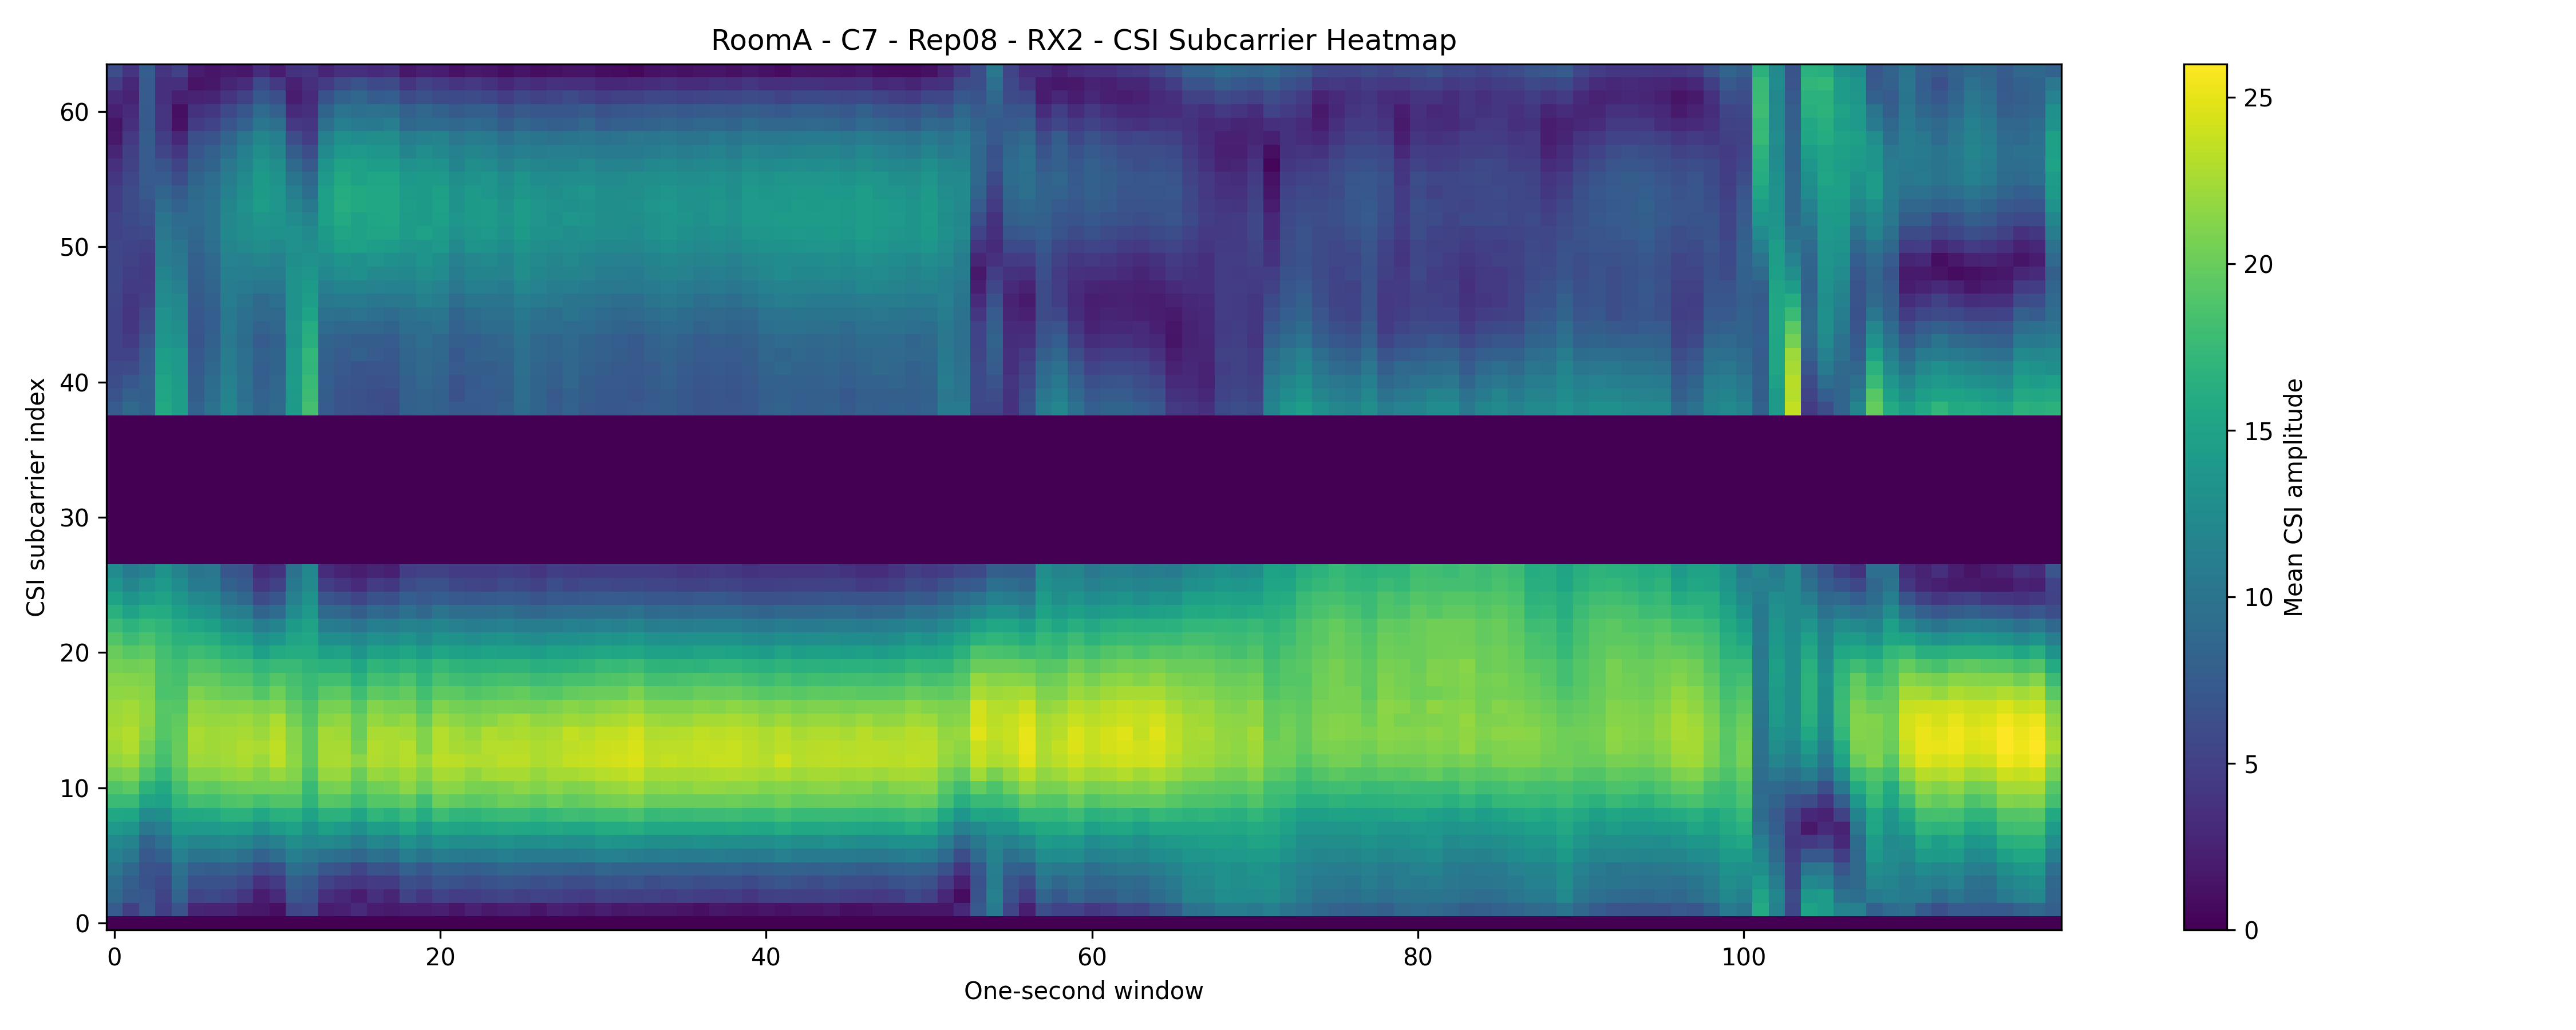 RoomA - C7 - Rep08 - RX2 - CSI Subcarrier Heatmap
CSI subcarrier index
60
50
40
30
20
10
0
0 20 40 60 80 100
One-second window
25
20
15
10
5
0
Mean CSI amplitude